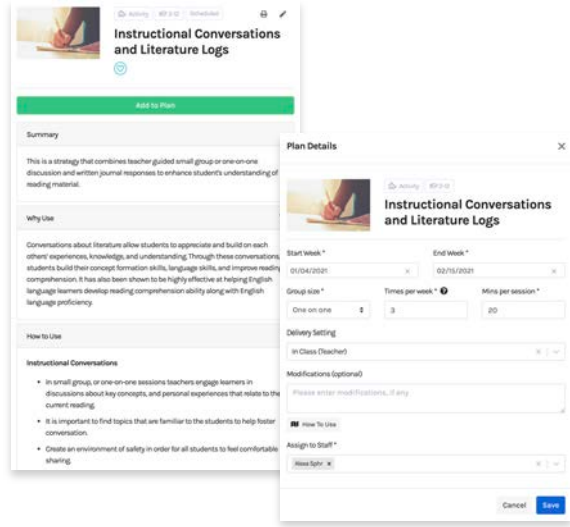 Activity
2-12
Scheduled
Instructional Conversations
and Literature Logs
Add to Plan
Summary
This is a strategy that combines teacher guided small group or one-on-one
discussion and written journal responses to enhance student's understanding of
reading material.
Why Use
Conversations about literature allow students to appreciate and build on each
others' experiences, knowledge, and understanding. Through these conversations,
students build their concept formation skills, language skills, and improve reading
comprehension. It has also been shown to be highly effective at helping English
language learners develop reading comprehension ability along with English
language proficiency.
How to Use
Instructional Conversations
• In small group, or one-on-one sessions teachers engage learners in
discussions about key concepts, and personal experiences that relate to the
current reading.
• It is important to find topics that are familiar to the students to help foster
conversation.
• Create an environment of safety in order for all students to feel comfortable
sharing.
Plan Details
Activity
2-12
Instructional Conversations
and Literature Logs
Start Week *
End Week *
01/04/2021
02/15/2021
Group size *
Times per week *
Mins per session *
One on one
3
20
Delivery Setting
In Class (Teacher)
Modifications (optional)
Please enter modifications, if any
How To Use
Assign to Staff *
Cancel
Save